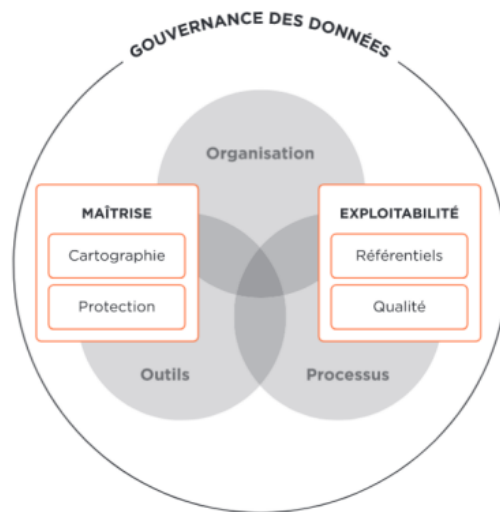 GOUVERNANCE DES DONNÉES
Organisation
MAÎTRISE
Cartographie
Protection
EXPLOITABILITÉ
Référentiels
Qualité
Outils
Processus